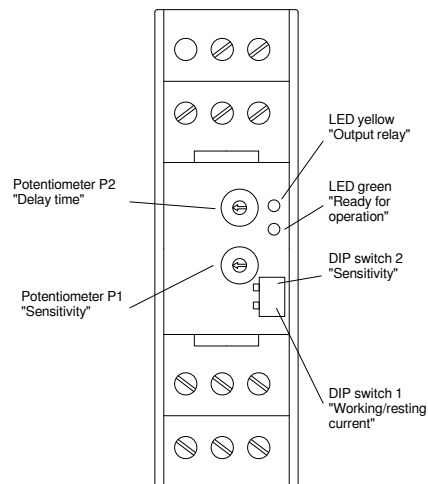 LED yellow
"Output relay"
Potentiometer P2
"Delay time"
LED green
"Ready for
operation"
DIP switch 2
"Sensitivity"
Potentiometer P1
"Sensitivity"
DIP switch 1
"Working/resting
current"